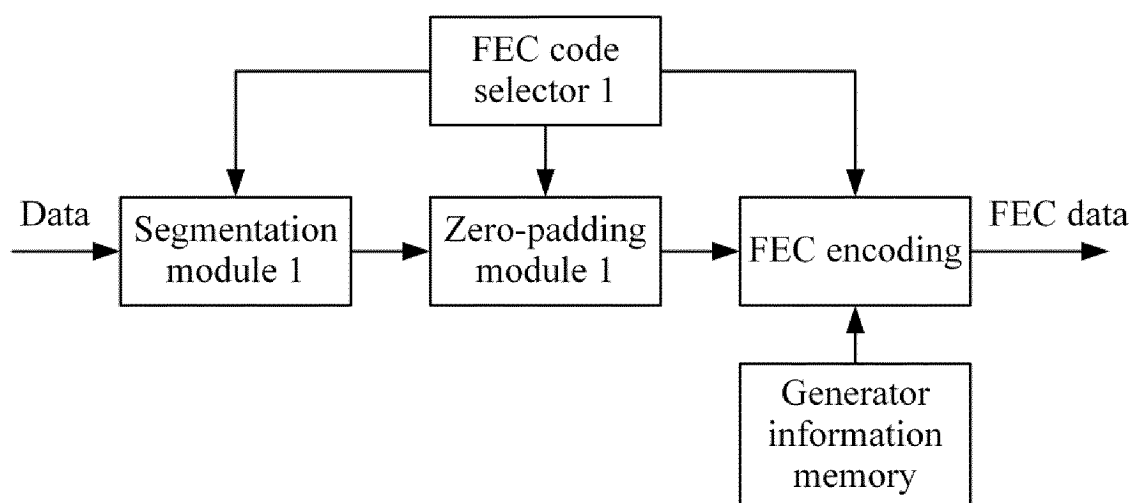 FEC code
selector 1
Data
Segmentation
module 1
Zero-padding
module 1
FEC encoding
FEC data
Generator
information
memory